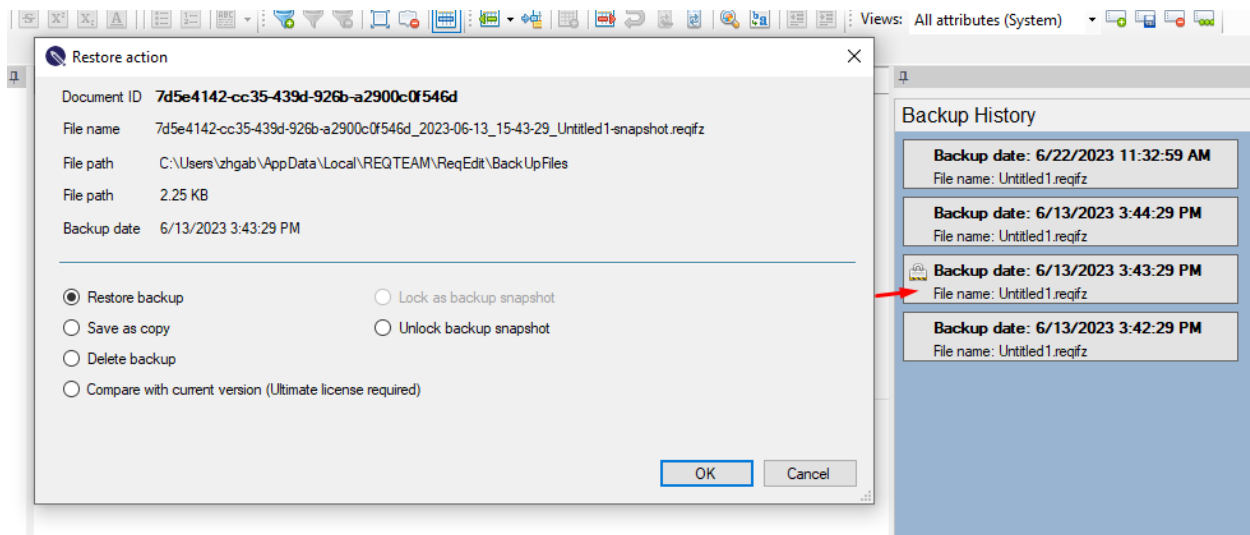 Views: All attributes (System)
Restore action
Document ID 7d5e4142-cc35-439d-926b-a2900c0f546d
File name 7d5e4142-cc35-439d-926b-a2900c0f546d_2023-06-13_15-43-29_Untitled1-snapshot.reqifz
File path C:\Users\zhgab\AppData\Local\REQTEAM\ReqEdit\BackUpFiles
File path 2.25 KB
Backup date 6/13/2023 3:43:29 PM
Restore backup
Lock as backup snapshot
Save as copy
Unlock backup snapshot
Delete backup
Compare with current version (Ultimate license required)
OK
Cancel
Backup History
Backup date: 6/22/2023 11:32:59 AM
File name: Untitled1.reqifz
Backup date: 6/13/2023 3:44:29 PM
File name: Untitled1.reqifz
Backup date: 6/13/2023 3:43:29 PM
File name: Untitled1.reqifz
Backup date: 6/13/2023 3:42:29 PM
File name: Untitled1.reqifz